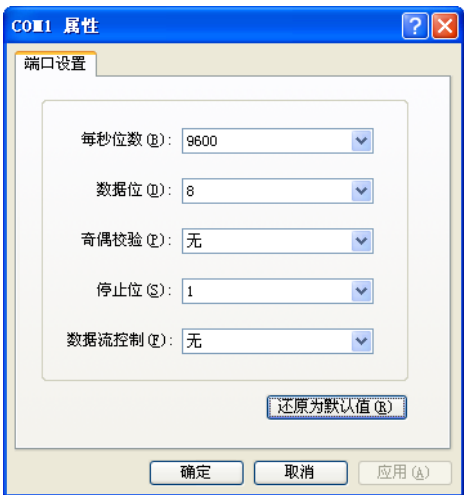 COM1 属性
端口设置
每秒位数(B): 9600
数据位(D): 8
奇偶校验(P): 无
停止位(S): 1
数据流控制(F): 无
还原为默认值(R)
确定 取消 应用(A)